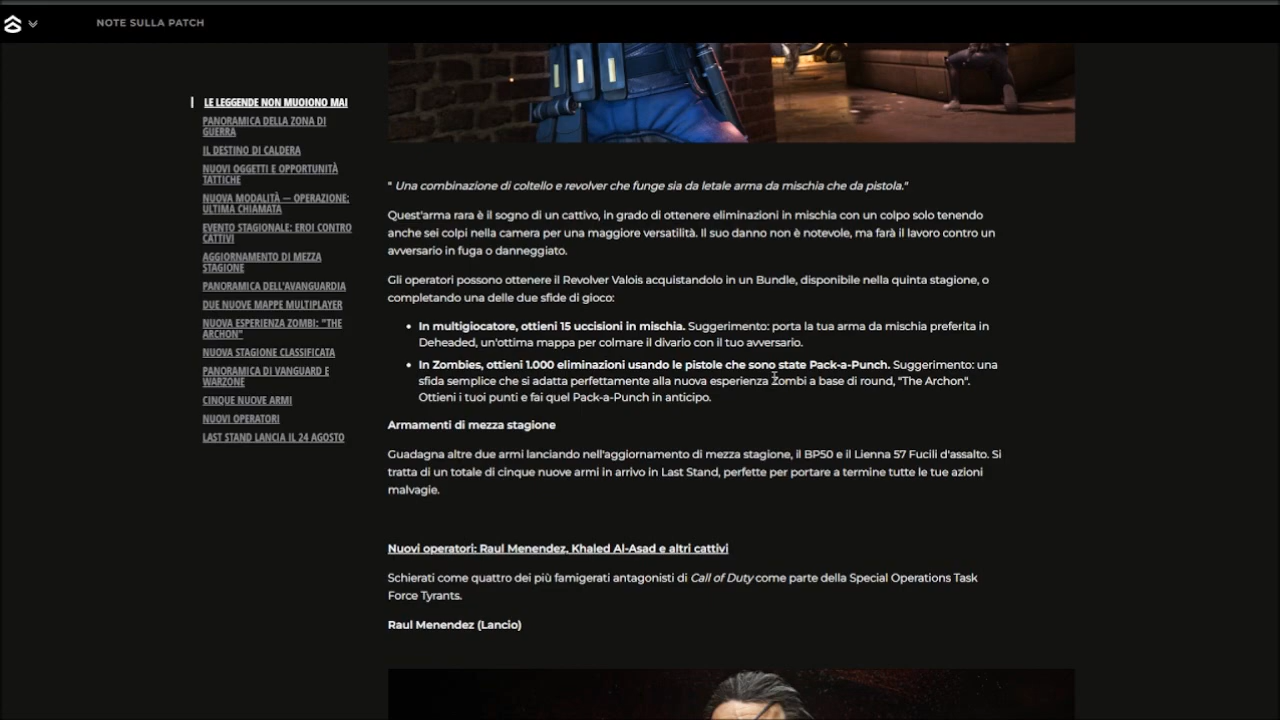 NOTE SULLA PATCH
LE LEGGENDE NON MUOIONO MAI
PANORAMICA DELLA ZONA DI
GUERRA
IL DESTINO DI CALDERA
NUOVI OGGETTI E OPPORTUNITÀ
TATTICHE
NUOVA MODALITÀ — OPERAZIONE:
ULTIMA CHIAMATA
EVENTO STAGIONALE: EROI CONTRO
CATTIVI
AGGIORNAMENTO DI MEZZA
STAGIONE
PANORAMICA DELL'AVANGUARDIA
DUE NUOVE MAPPE MULTIPLAYER
NUOVA ESPERIENZA ZOMBI: "THE
ARCHON"
NUOVA STAGIONE CLASSIFICATA
PANORAMICA DI VANGUARD E
WARZONE
CINQUE NUOVE ARMI
NUOVI OPERATORI
LAST STAND LANCIA IL 24 AGOSTO
" Una combinazione di coltello e revolver che funge sia da letale arma da mischia che da pistola."
Quest'arma rara è il sogno di un cattivo, in grado di ottenere eliminazioni in mischia con un colpo solo tenendo
anche sei colpi nella camera per una maggiore versatilità. Il suo danno non è notevole, ma farà il lavoro contro un
avversario in fuga o danneggiato.
Gli operatori possono ottenere il Revolver Valois acquistandolo in un Bundle, disponibile nella quinta stagione, o
completando una delle due sfide di gioco:
• In multigiocatore, ottieni 15 uccisioni in mischia. Suggerimento: porta la tua arma da mischia preferita in
Deheaded, un'ottima mappa per colmare il divario con il tuo avversario.
• In Zombies, ottieni 1.000 eliminazioni usando le pistole che sono state Pack-a-Punch. Suggerimento: una
sfida semplice che si adatta perfettamente alla nuova esperienza Zombi a base di round, "The Archon".
Ottieni i tuoi punti e fai quel Pack-a-Punch in anticipo.
Armamenti di mezza stagione
Guadagna altre due armi lanciando nell'aggiornamento di mezza stagione, il BP50 e il Lienna 57 Fucili d'assalto. Si
tratta di un totale di cinque nuove armi in arrivo in Last Stand, perfette per portare a termine tutte le tue azioni
malvagie.
Nuovi operatori: Raul Menendez, Khaled Al-Asad e altri cattivi
Schierati come quattro dei più famigerati antagonisti di Call of Duty come parte della Special Operations Task
Force Tyrants.
Raul Menendez (Lancio)